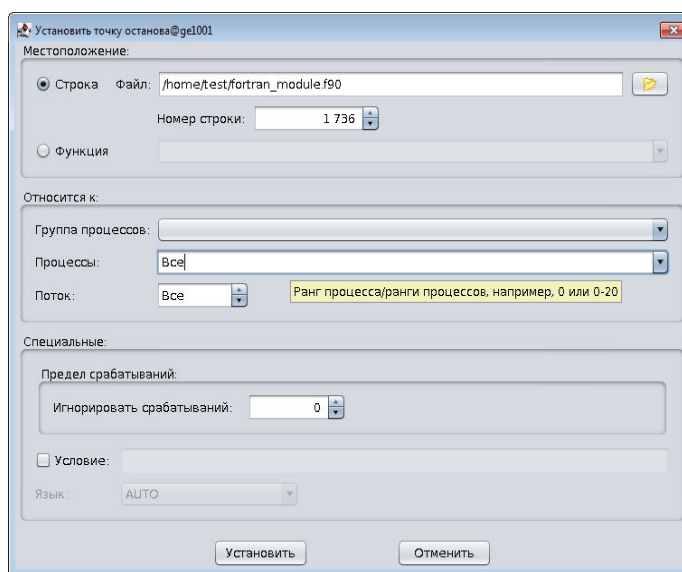 Установить точку останова@ge1001
Местоположение:
Строка Файл: /home/test/fortran_module.f90
Номер строки: 1 736
Функция
Относится к:
Группа процессов:
Процессы: Все
Поток: Все
Ранг процесса/ранги процессов, например, 0 или 0-20
Специальные:
Предел срабатываний:
Игнорировать срабатываний: 0
Условие:
Язык: AUTO
Установить Отменить